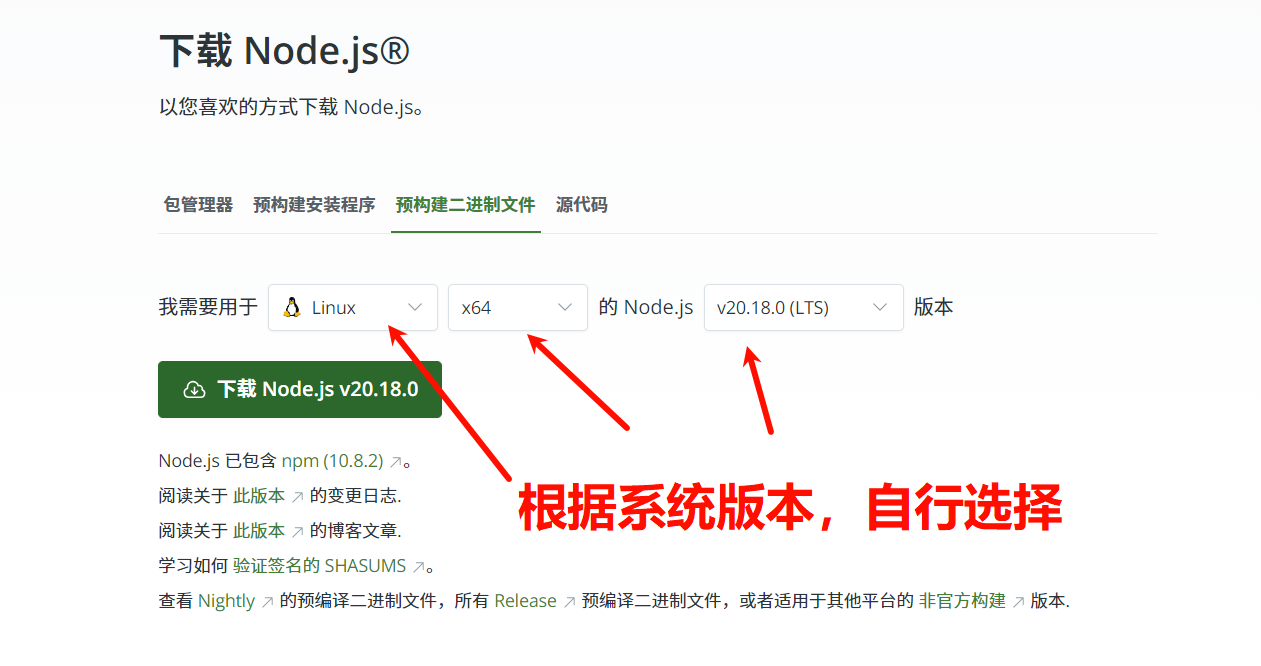 下载 Node.js®
以您喜欢的方式下载 Node.js。
包管理器 预构建安装程序 预构建二进制文件 源代码
我需要用于 Linux x64 的 Node.js v20.18.0 (LTS) 版本
下载 Node.js v20.18.0
Node.js 已包含 npm (10.8.2) ↗。
阅读关于 此版本 ↗ 的变更日志.
根据系统版本，自行选择
阅读关于 此版本 ↗ 的博客文章.
学习如何 验证签名的 SHASUMS ↗。
查看 Nightly ↗ 的预编译二进制文件，所有 Release ↗ 预编译二进制文件，或者适用于其他平台的 非官方构建 ↗ 版本.